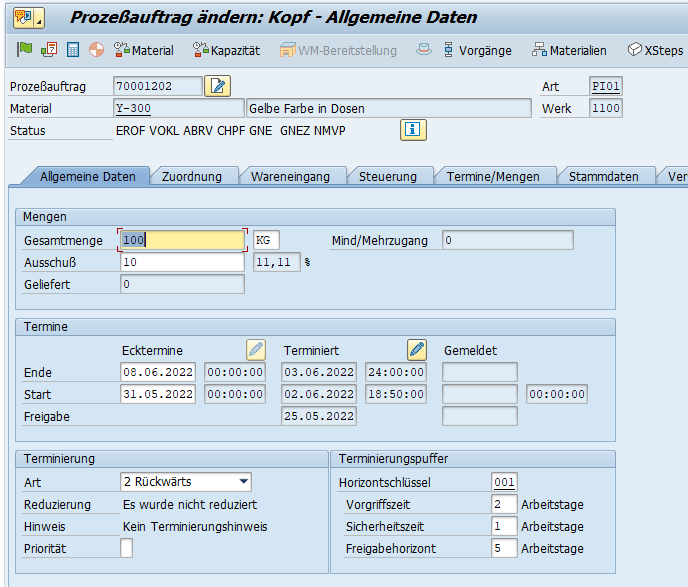 Prozeßauftrag ändern: Kopf - Allgemeine Daten
Material Kapazität WM-Bereitstellung Vorgänge Materialien XSteps
Prozeßauftrag 70001202 Art PI01
Material Y-300 Gelbe Farbe in Dosen Werk 1100
Status EROF VOKL ABRV CHPF GNE GNEZ NMVP
Allgemeine Daten Zuordnung Wareneingang Steuerung Termine/Mengen Stammdaten Ver
Mengen
Gesamtmenge 100 KG Mind/Mehrzugang 0
Ausschuß 10 11,11 %
Geliefert 0
Termine
Ecktermine Terminiert Gemeldet
Ende 08.06.2022 00:00:00 03.06.2022 24:00:00
Start 31.05.2022 00:00:00 02.06.2022 18:50:00 00:00:00
Freigabe 25.05.2022
Terminierung
Art 2 Rückwärts
Reduzierung Es wurde nicht reduziert
Hinweis Kein Terminierungshinweis
Priorität
Terminierungspuffer
Horizontschlüssel 001
Vorgriffszeit 2 Arbeitstage
Sicherheitszeit 1 Arbeitstage
Freigabehorizont 5 Arbeitstage